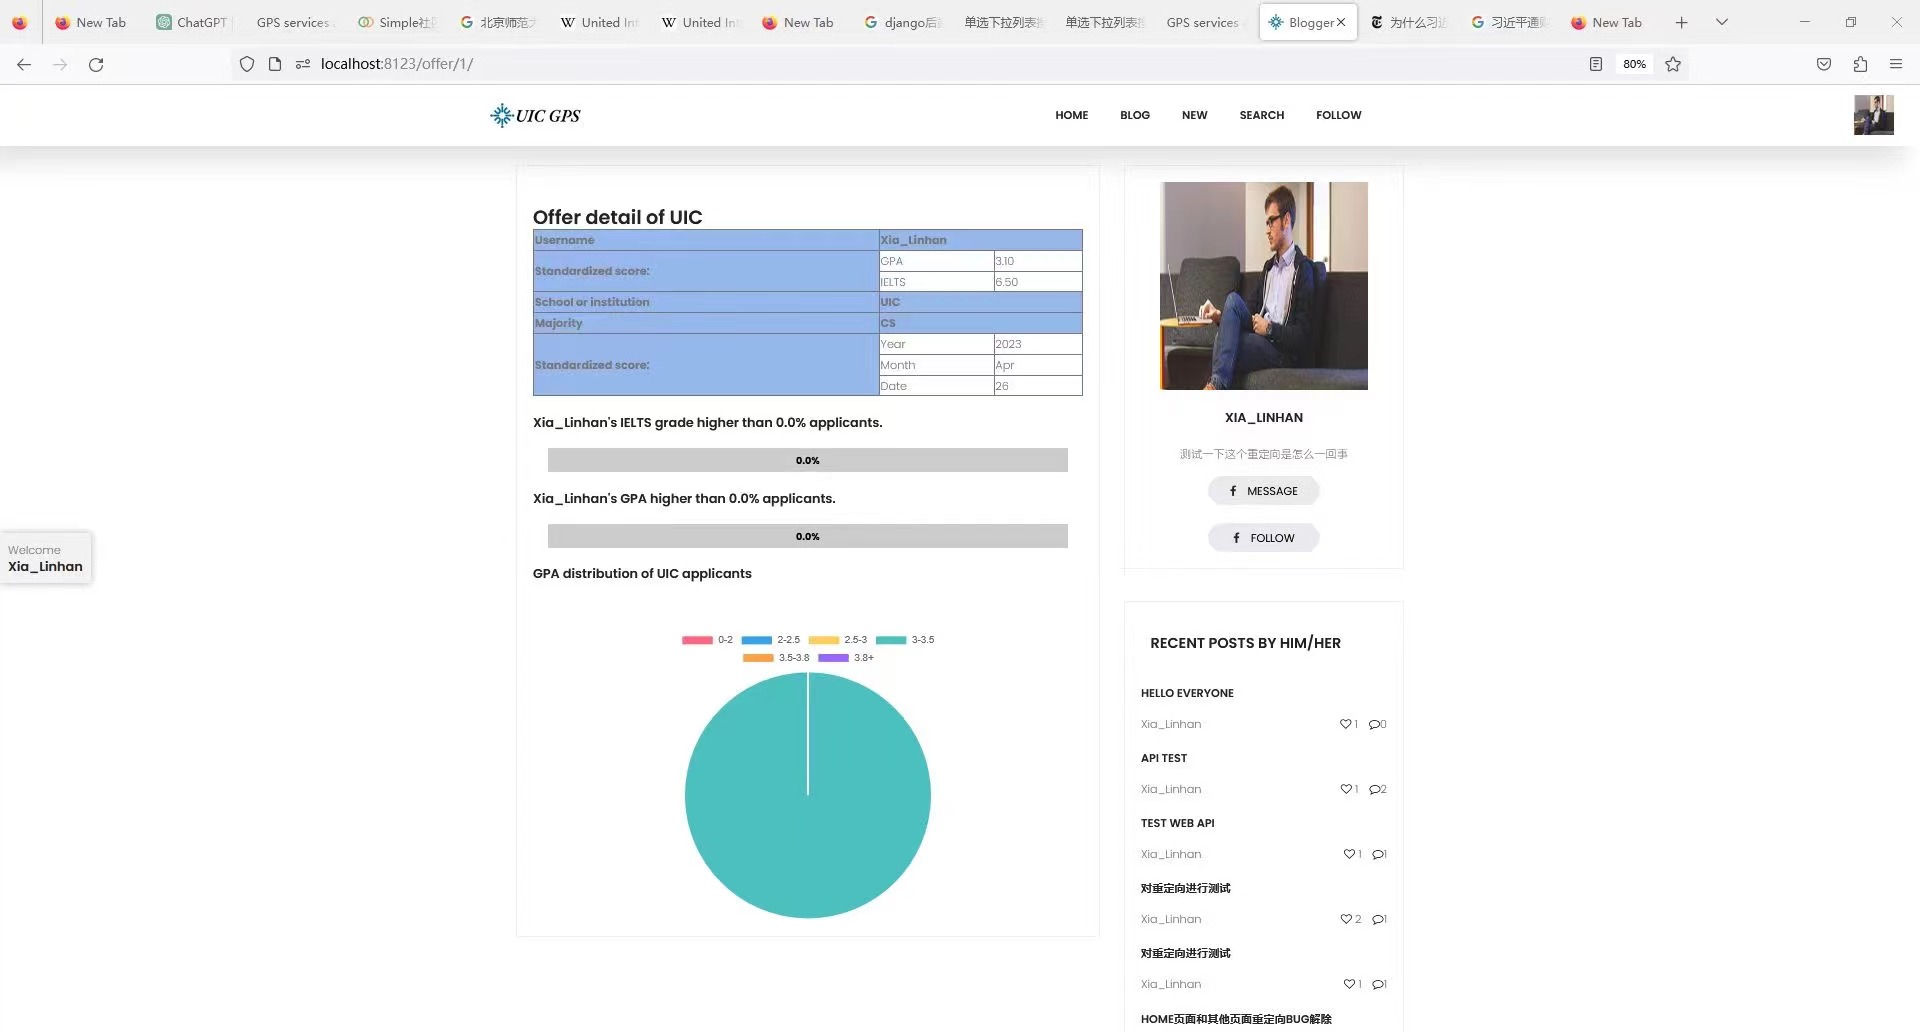 New Tab
ChatGPT
GPS services
Simple社
北京师范
United In
United In
New Tab
django后
单选下拉列表
单选下拉列表
GPS services
Blogger
为什么习近
习近平通
New Tab
localhost:8123/offer/1/
80%
UIC GPS
HOME BLOG NEW SEARCH FOLLOW
Offer detail of UIC
Username Xia_Linhan
Standardized score:
GPA 3.10
IELTS 6.50
School or institution UIC
Majority CS
Standardized score:
Year 2023
Month Apr
Date 26
Xia_Linhan's IELTS grade higher than 0.0% applicants.
0.0%
Xia_Linhan's GPA higher than 0.0% applicants.
0.0%
GPA distribution of UIC applicants
0-2 2-2.5 2.5-3 3-3.5
3.5-3.8 3.8+
Welcome
Xia_Linhan
XIA_LINHAN
测试一下这个重定向是怎么一回事
MESSAGE
FOLLOW
RECENT POSTS BY HIM/HER
HELLO EVERYONE
Xia_Linhan 1 0
API TEST
Xia_Linhan 1 2
TEST WEB API
Xia_Linhan 1 1
对重定向进行测试
Xia_Linhan 2 1
对重定向进行测试
Xia_Linhan 1 1
HOME页面和其他页面重定向BUG解除